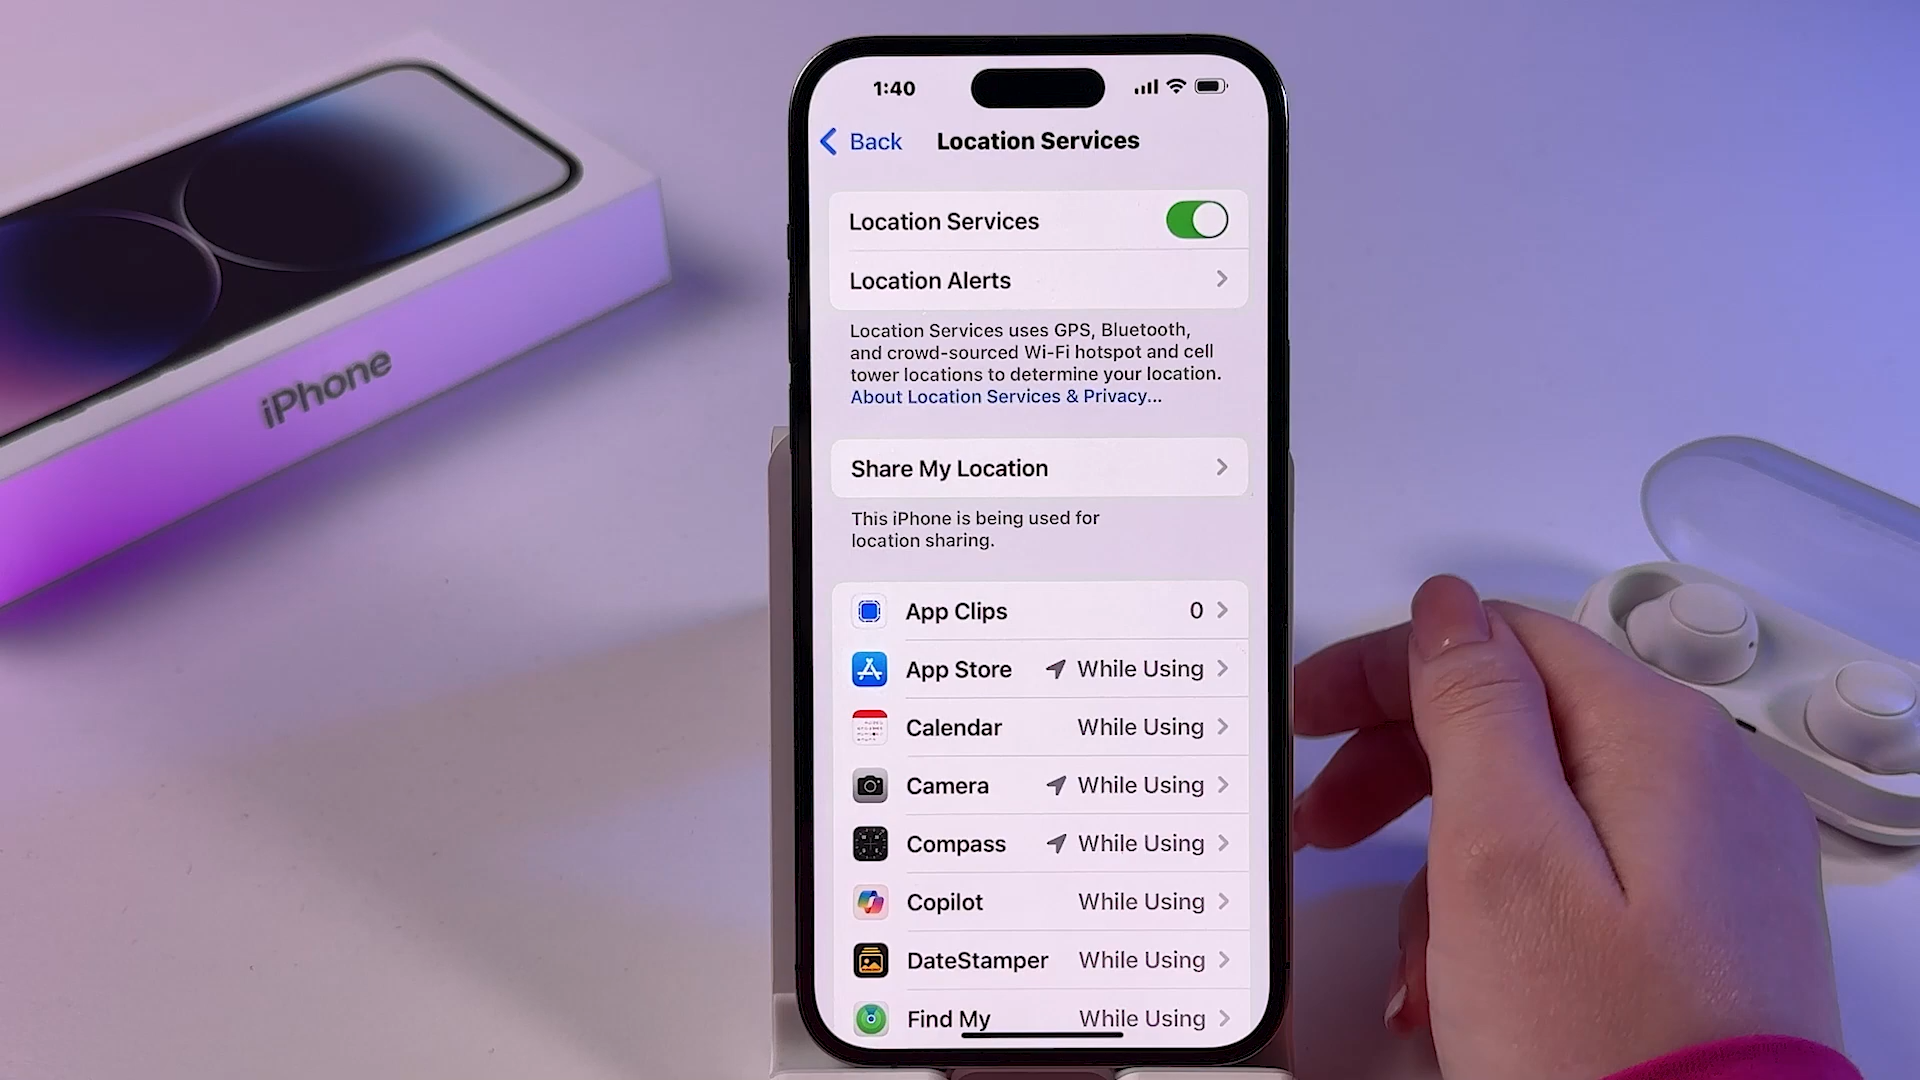 1:40
Back
Location Services
Location Services
Location Alerts
Location Services uses GPS, Bluetooth,
and crowd-sourced Wi-Fi hotspot and cell
tower locations to determine your location.
About Location Services & Privacy...
Share My Location
This iPhone is being used for
location sharing.
App Clips 0
App Store While Using
Calendar While Using
Camera While Using
Compass While Using
Copilot While Using
DateStamper While Using
Find My While Using
iPhone